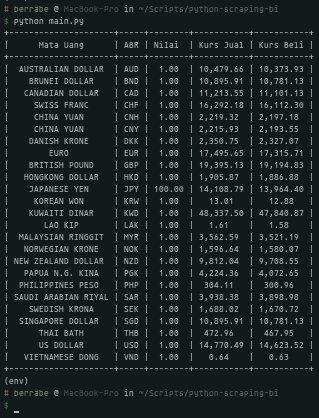 # berrabe @ MacBook-Pro in ~/Scripts/python-scraping-bi
$ python main.py
+----------------------+--------+--------+-----------+-----------+
| Mata Uang | ABR | Nilai | Kurs Jual | Kurs Beli |
+----------------------+--------+--------+-----------+-----------+
| AUSTRALIAN DOLLAR | AUD | 1.00 | 10,479.66 | 10,373.93 |
| BRUNEI DOLLAR | BND | 1.00 | 10,895.91 | 10,781.13 |
| CANADIAN DOLLAR | CAD | 1.00 | 11,213.55 | 11,101.13 |
| SWISS FRANC | CHF | 1.00 | 16,292.18 | 16,112.30 |
| CHINA YUAN | CNH | 1.00 | 2,219.32 | 2,197.18 |
| CHINA YUAN | CNY | 1.00 | 2,215.93 | 2,193.55 |
| DANISH KRONE | DKK | 1.00 | 2,350.75 | 2,327.07 |
| EURO | EUR | 1.00 | 17,495.65 | 17,315.71 |
| BRITISH POUND | GBP | 1.00 | 19,395.13 | 19,194.83 |
| HONGKONG DOLLAR | HKD | 1.00 | 1,905.87 | 1,886.88 |
| JAPANESE YEN | JPY | 100.00 | 14,108.79 | 13,964.40 |
| KOREAN WON | KRW | 1.00 | 13.01 | 12.88 |
| KUWAITI DINAR | KWD | 1.00 | 48,337.50 | 47,840.87 |
| LAO KIP | LAK | 1.00 | 1.61 | 1.58 |
| MALAYSIAN RINGGIT | MYR | 1.00 | 3,562.59 | 3,521.19 |
| NORWEGIAN KRONE | NOK | 1.00 | 1,596.64 | 1,580.07 |
| NEW ZEALAND DOLLAR | NZD | 1.00 | 9,812.04 | 9,708.55 |
| PAPUA N.G. KINA | PGK | 1.00 | 4,224.36 | 4,072.65 |
| PHILIPPINES PESO | PHP | 1.00 | 304.11 | 300.96 |
| SAUDI ARABIAN RIYAL | SAR | 1.00 | 3,938.38 | 3,898.98 |
| SWEDISH KRONA | SEK | 1.00 | 1,688.02 | 1,670.72 |
| SINGAPORE DOLLAR | SGD | 1.00 | 10,895.91 | 10,781.13 |
| THAI BATH | THB | 1.00 | 472.96 | 467.95 |
| US DOLLAR | USD | 1.00 | 14,770.49 | 14,623.52 |
| VIETNAMESE DONG | VND | 1.00 | 0.64 | 0.63 |
+----------------------+--------+--------+-----------+-----------+
(env)
# berrabe @ MacBook-Pro in ~/Scripts/python-scraping-bi
$